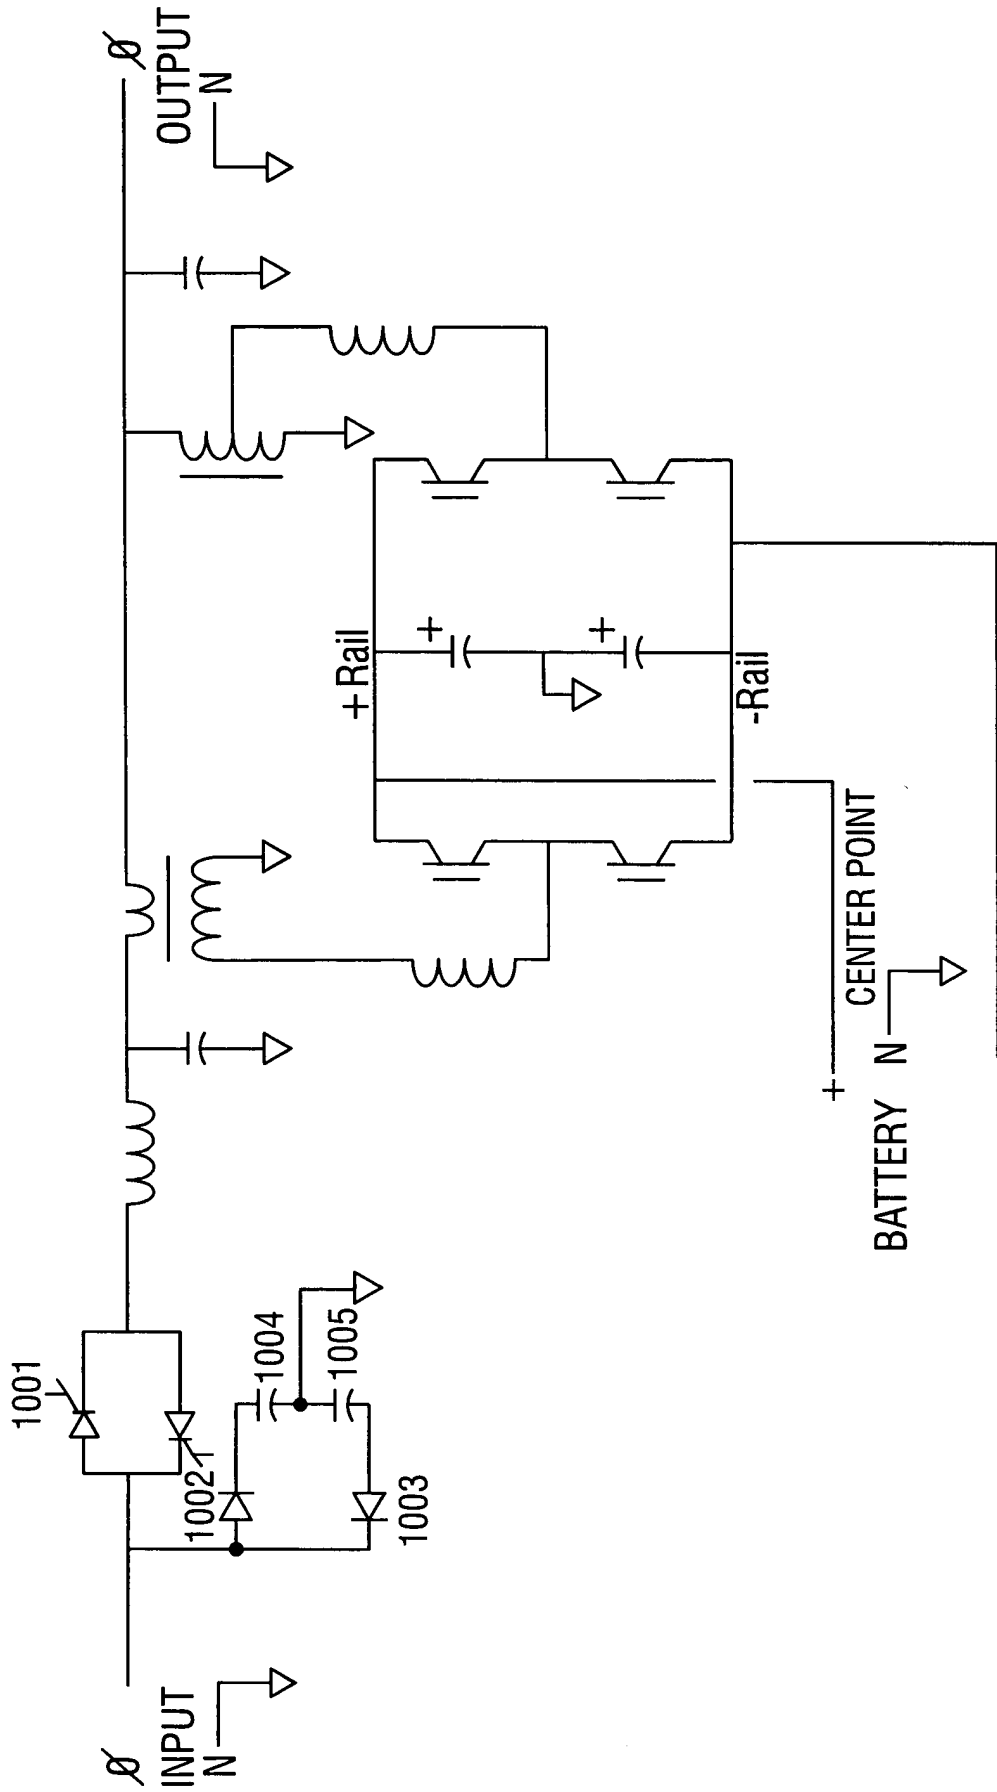 Ø
INPUT
N
1001
1002
1003
1004
1005
+
BATTERY N
CENTER POINT
+Rail
+
+
-Rail
Ø
OUTPUT
N